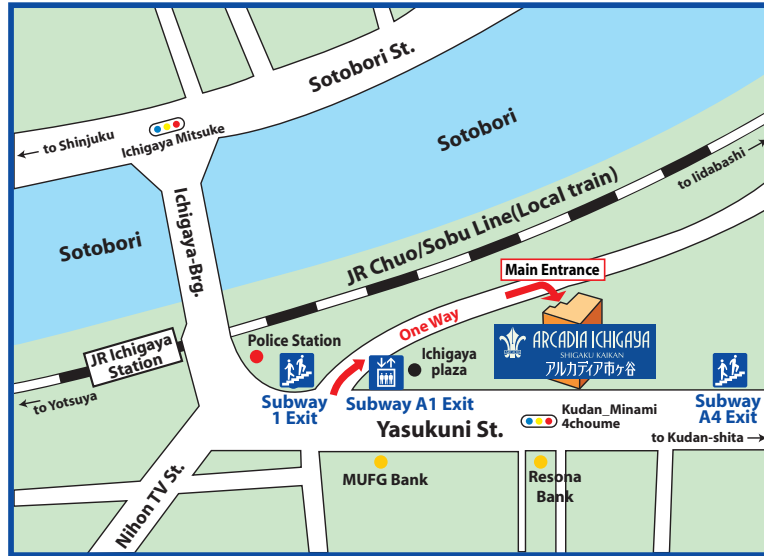 Sotobori St.
← to Shinjuku
Ichigaya Mitsuke
Sotobori
to Iidabashi →
Ichigaya-Brg.
Sotobori
JR Chuo/Sobu Line(Local train)
Main Entrance
One Way
Police Station
JR Ichigaya
Station
ARCADIA ICHIGAYA
SHIGAKU KAIKAN
アルカディア市ヶ谷
Ichigaya
plaza
← to Yotsuya
Subway
1 Exit
Subway A1 Exit
Subway
A4 Exit
Kudan_Minami
4choume
Yasukuni St.
to Kudan-shita →
Nihon TV St.
MUFG Bank
Resona
Bank